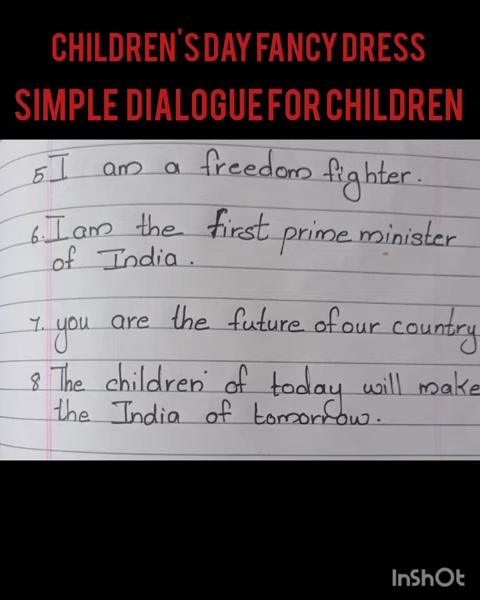 CHILDREN'S DAY FANCY DRESS
SIMPLE DIALOGUE FOR CHILDREN
5 I am a freedom fighter.
6. I am the first prime minister
of India.
7. you are the future of our country
8 The children of today will make
the India of tomorrow.
InShOt